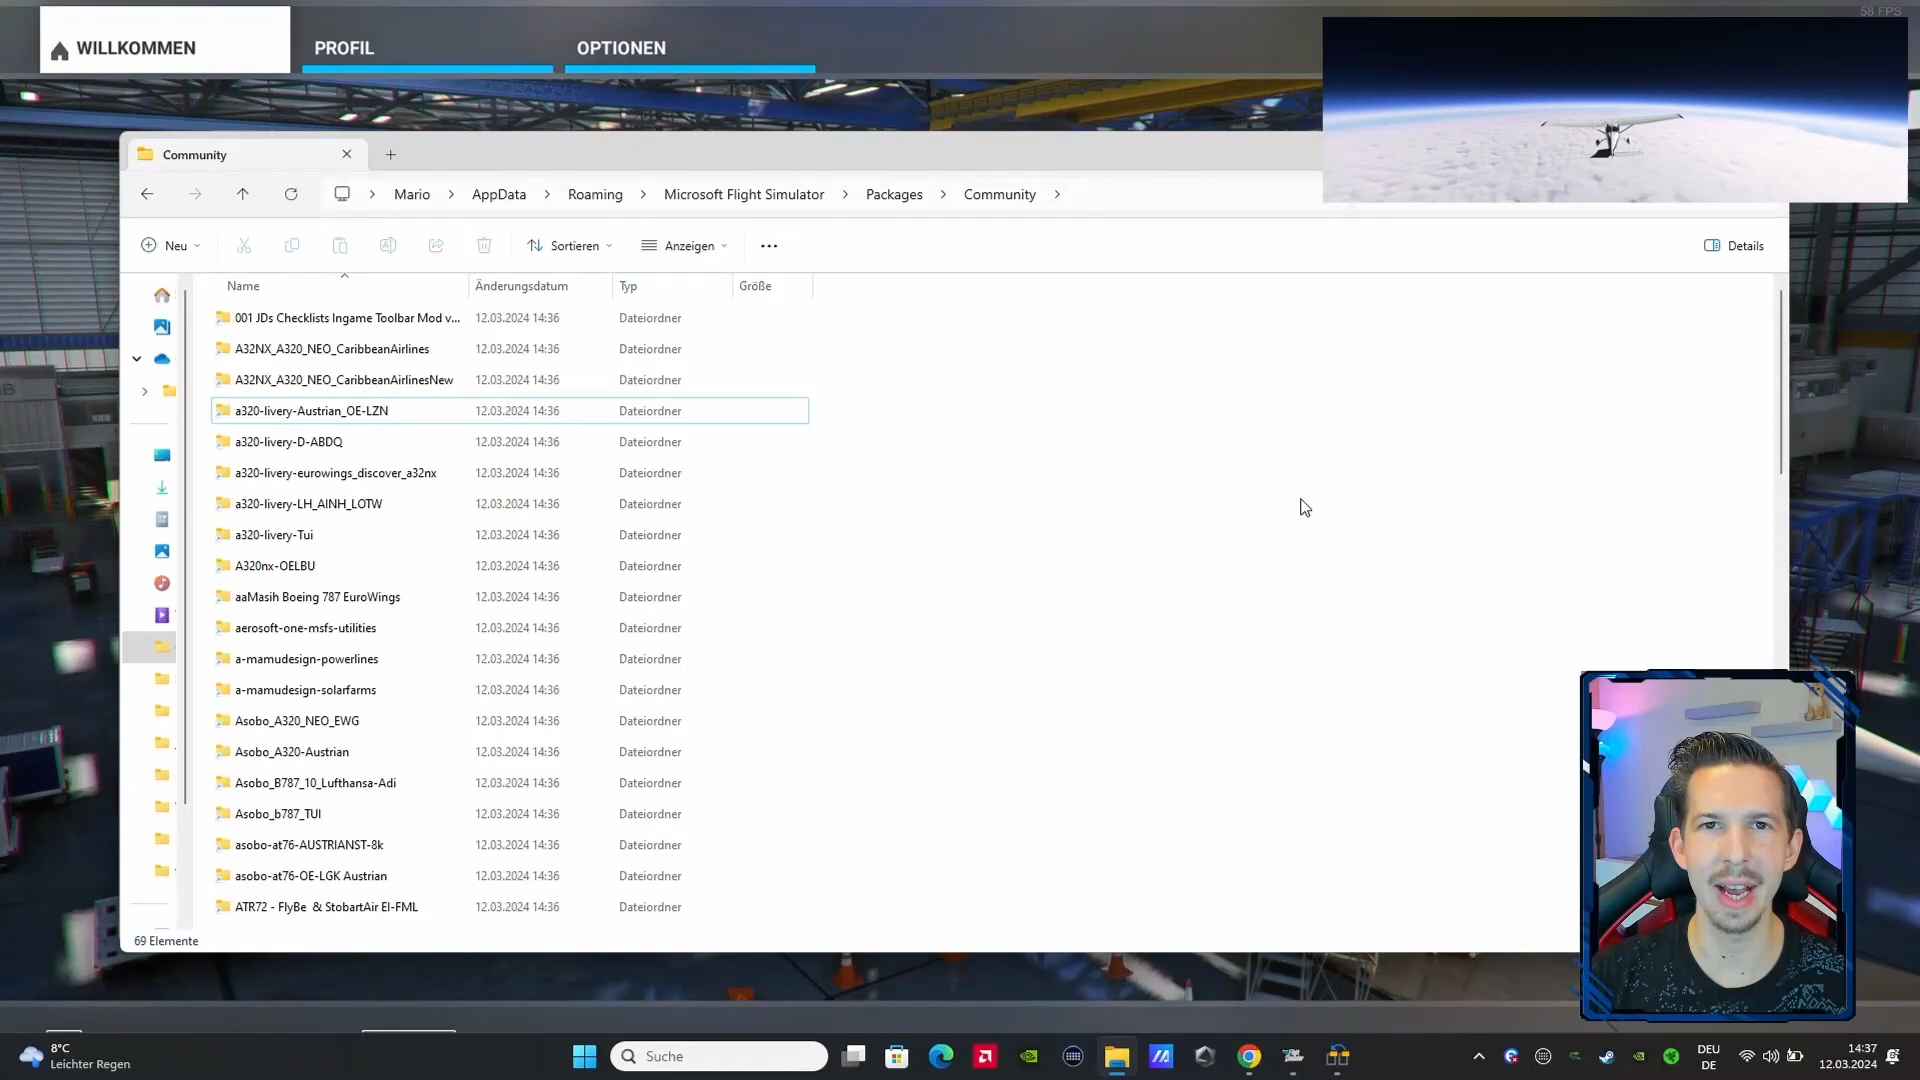 58 FPS
WILLKOMMEN
PROFIL
OPTIONEN
Community
Mario > AppData > Roaming > Microsoft Flight Simulator > Packages > Community >
Neu
Sortieren
Anzeigen
Details
Name Änderungsdatum Typ Größe
001 JDs Checklists Ingame Toolbar Mod v... 12.03.2024 14:36 Dateiordner
A32NX_A320_NEO_CaribbeanAirlines 12.03.2024 14:36 Dateiordner
A32NX_A320_NEO_CaribbeanAirlinesNew 12.03.2024 14:36 Dateiordner
a320-livery-Austrian_OE-LZN 12.03.2024 14:36 Dateiordner
a320-livery-D-ABDQ 12.03.2024 14:36 Dateiordner
a320-livery-eurowings_discover_a32nx 12.03.2024 14:36 Dateiordner
a320-livery-LH_AINH_LOTW 12.03.2024 14:36 Dateiordner
a320-livery-Tui 12.03.2024 14:36 Dateiordner
A320nx-OELBU 12.03.2024 14:36 Dateiordner
aaMasih Boeing 787 EuroWings 12.03.2024 14:36 Dateiordner
aerosoft-one-msfs-utilities 12.03.2024 14:36 Dateiordner
a-mamudesign-powerlines 12.03.2024 14:36 Dateiordner
a-mamudesign-solarfarms 12.03.2024 14:36 Dateiordner
Asobo_A320_NEO_EWG 12.03.2024 14:36 Dateiordner
Asobo_A320-Austrian 12.03.2024 14:36 Dateiordner
Asobo_B787_10_Lufthansa-Adi 12.03.2024 14:36 Dateiordner
Asobo_b787_TUI 12.03.2024 14:36 Dateiordner
asobo-at76-AUSTRIANST-8k 12.03.2024 14:36 Dateiordner
asobo-at76-OE-LGK Austrian 12.03.2024 14:36 Dateiordner
ATR72 - FlyBe & StobartAir EI-FML 12.03.2024 14:36 Dateiordner
69 Elemente
8°C
Leichter Regen
Suche
DEU
DE
14:37
12.03.2024